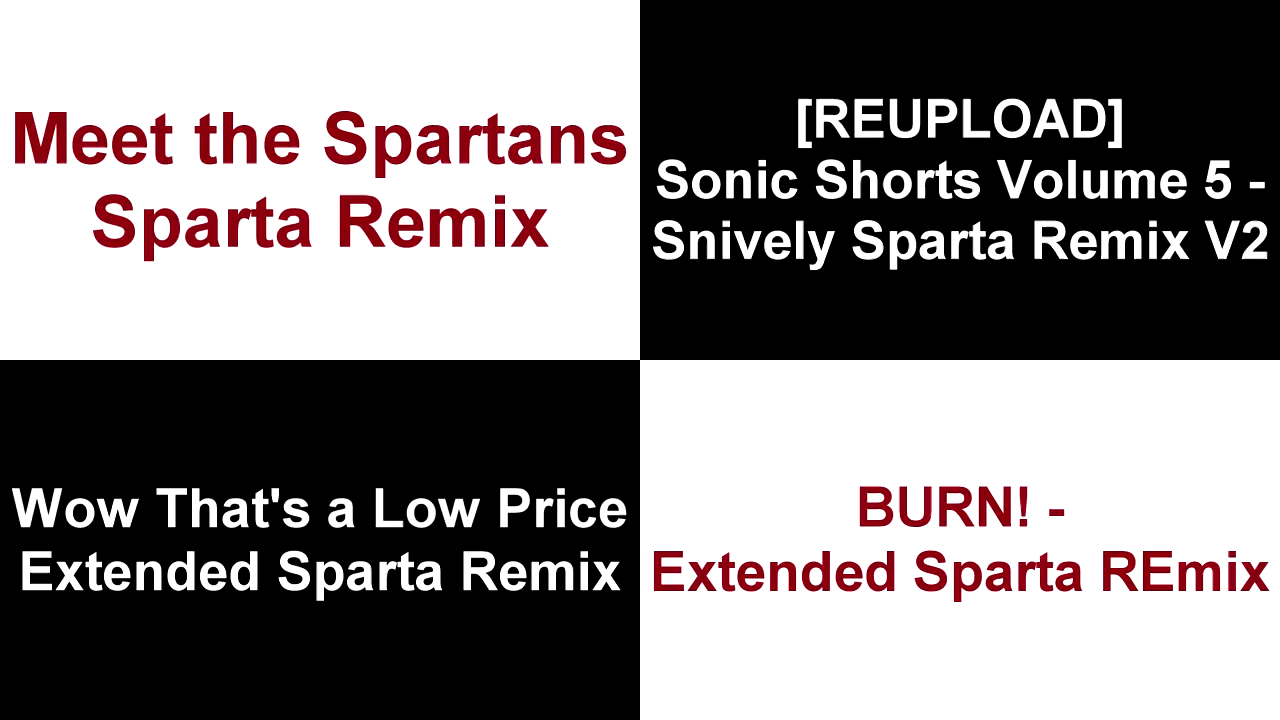 Meet the Spartans
Sparta Remix
[REUPLOAD]
Sonic Shorts Volume 5 -
Snively Sparta Remix V2
Wow That's a Low Price
Extended Sparta Remix
BURN! -
Extended Sparta REmix